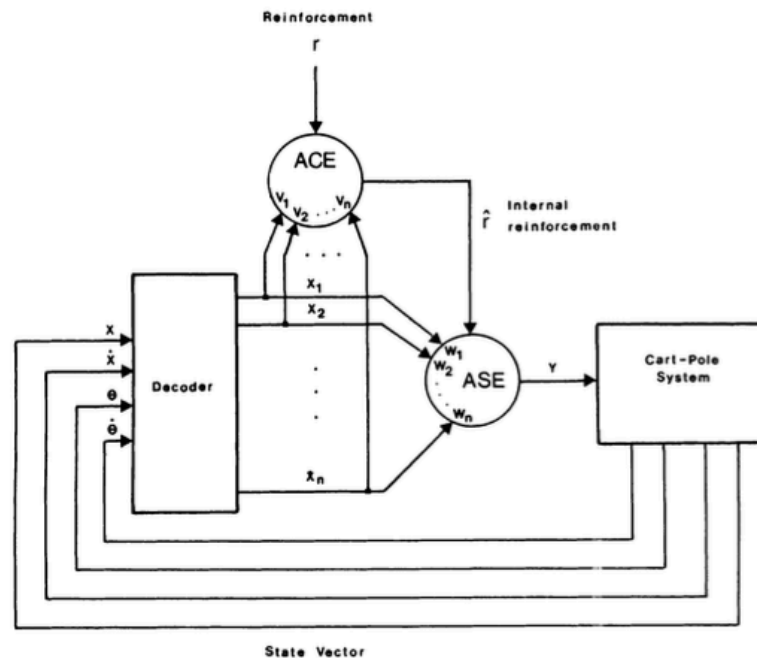 Reinforcement
r
ACE
v1
v2 ... vn
r̂
Internal
reinforcement
. . .
x1
x2
x
ẋ
θ
θ̇
Decoder
w1
w2
ASE
wn
y
Cart-Pole
System
xn
State Vector